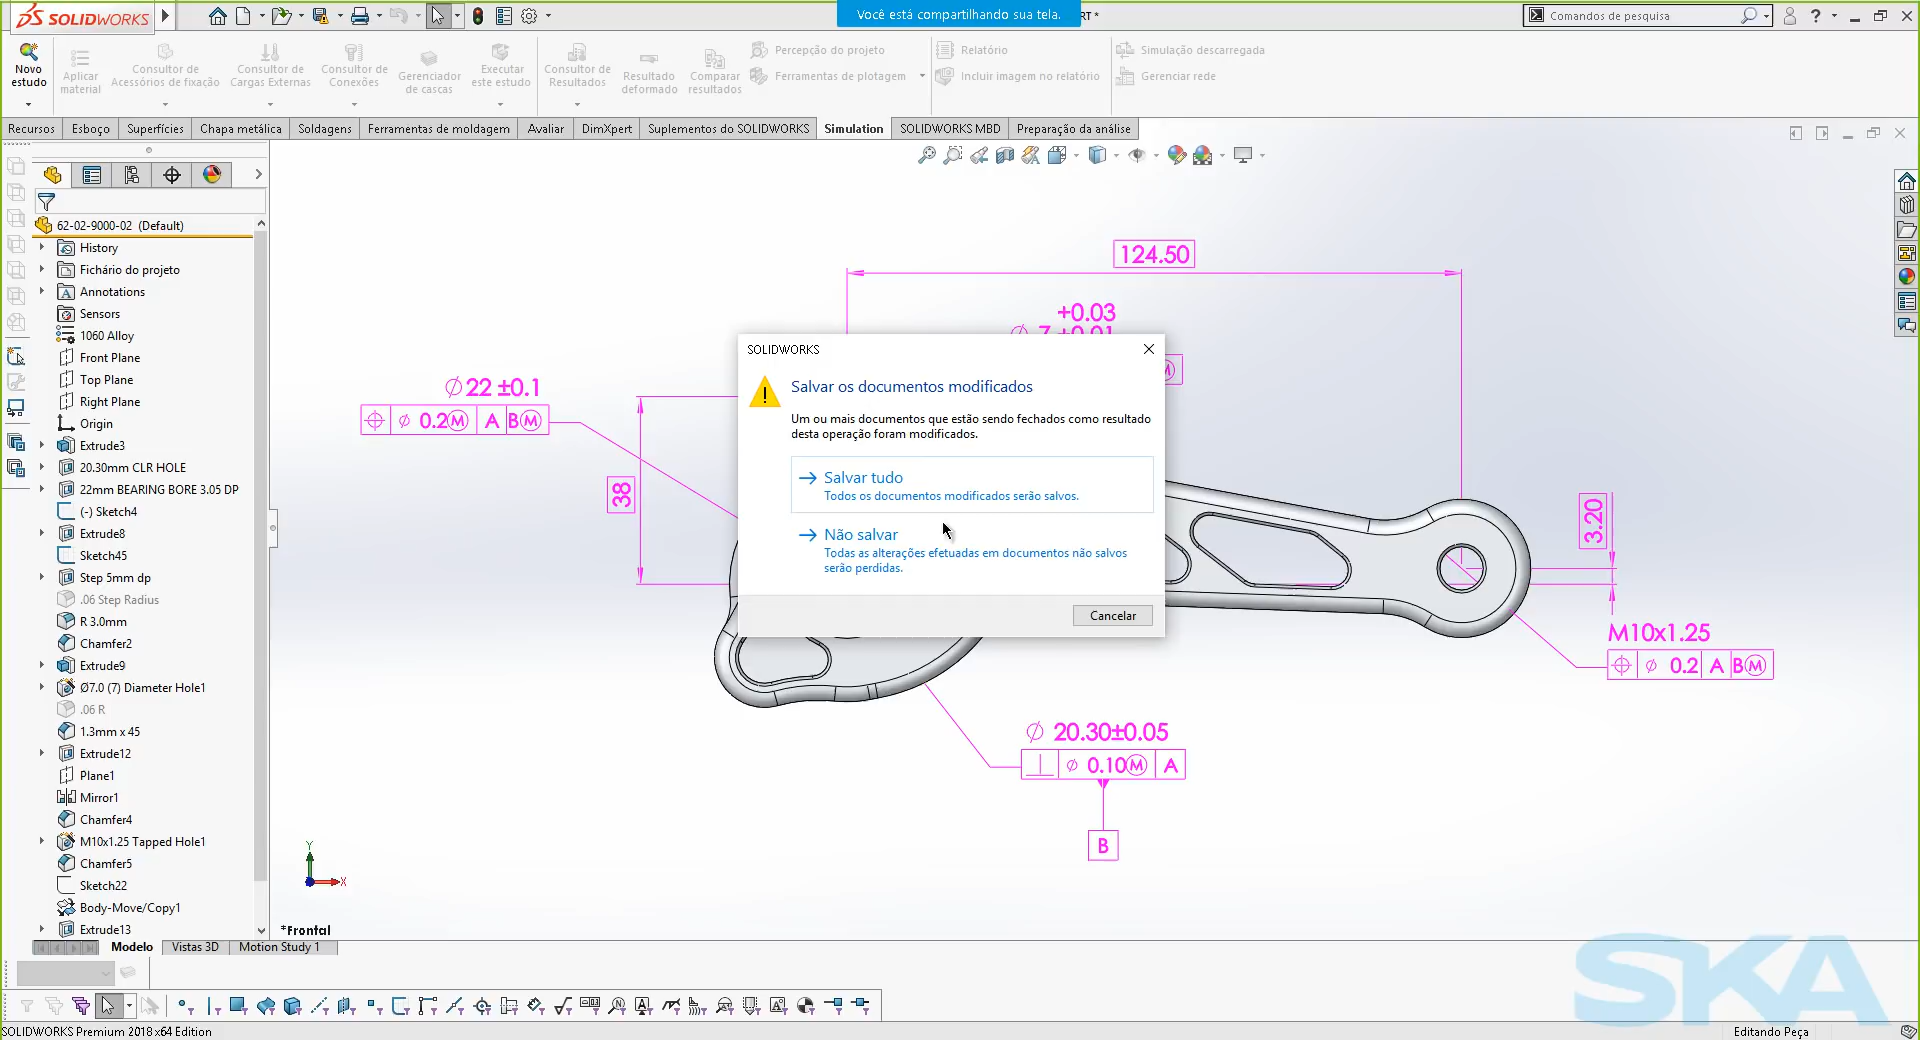 SOLIDWORKS
Você está compartilhando sua tela.
RT *
Comandos de pesquisa
Novo estudo
Aplicar material
Consultor de Acessórios de fixação
Consultor de Cargas Externas
Consultor de Conexões
Gerenciador de cascas
Executar este estudo
Consultor de Resultados
Resultado deformado
Comparar resultados
Percepção do projeto
Ferramentas de plotagem
Relatório
Incluir imagem no relatório
Simulação descarregada
Gerenciar rede
Recursos
Esboço
Superfícies
Chapa metálica
Soldagens
Ferramentas de moldagem
Avaliar
DimXpert
Suplementos do SOLIDWORKS
Simulation
SOLIDWORKS MBD
Preparação da análise
62-02-9000-02 (Default)
History
Fichário do projeto
Annotations
Sensors
1060 Alloy
Front Plane
Top Plane
Right Plane
Origin
Extrude3
20.30mm CLR HOLE
22mm BEARING BORE 3.05 DP
(-) Sketch4
Extrude8
Sketch45
Step 5mm dp
.06 Step Radius
R 3.0mm
Chamfer2
Extrude9
Ø7.0 (7) Diameter Hole1
.06 R
1.3mm x 45
Extrude12
Plane1
Mirror1
Chamfer4
M10x1.25 Tapped Hole1
Chamfer5
Sketch22
Body-Move/Copy1
Extrude13
124.50
+0.03
∅ 7 ±0.01
Ⓜ
∅22 ±0.1
⌖ ∅ 0.2Ⓜ A BⓂ
38
3.20
M10x1.25
⌖ ∅ 0.2 A BⓂ
∅ 20.30±0.05
⊥ ∅ 0.10Ⓜ A
B
SOLIDWORKS
Salvar os documentos modificados
Um ou mais documentos que estão sendo fechados como resultado
desta operação foram modificados.
Salvar tudo
Todos os documentos modificados serão salvos.
Não salvar
Todas as alterações efetuadas em documentos não salvos
serão perdidas.
Cancelar
Y
X
*Frontal
Modelo
Vistas 3D
Motion Study 1
SKA
SOLIDWORKS Premium 2018 x64 Edition
Editando Peça